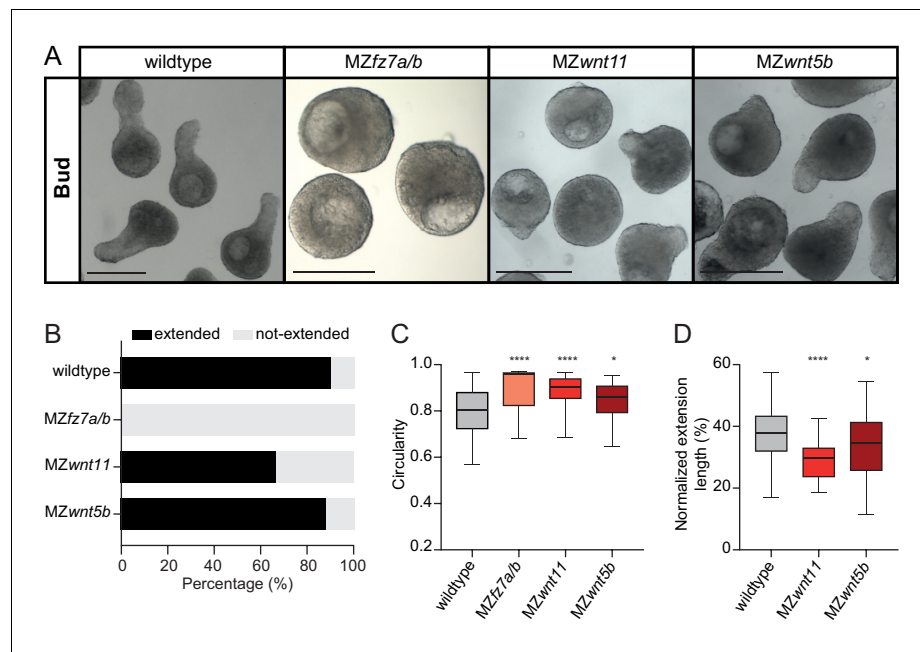 A
wildtype
MZfz7a/b
MZwnt11
MZwnt5b
Bud
B
extended
not-extended
wildtype
MZfz7a/b
MZwnt11
MZwnt5b
0 20 40 60 80 100
Percentage (%)
C
1.0
0.8
0.6
0.4
0.2
Circularity
**** **** *
wildtype
MZfz7a/b
MZwnt11
MZwnt5b
D
60
40
20
0
Normalized extension
length (%)
**** *
wildtype
MZwnt11
MZwnt5b